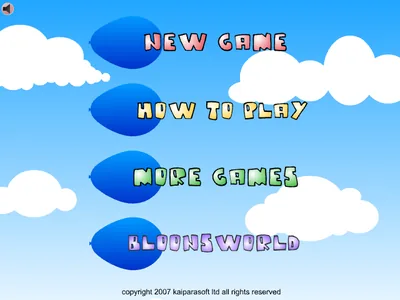 NEW GAME
HOW TO PLAY
MORE GAMES
BLOONSWORLD
copyright 2007 kaiparasoft ltd all rights reserved